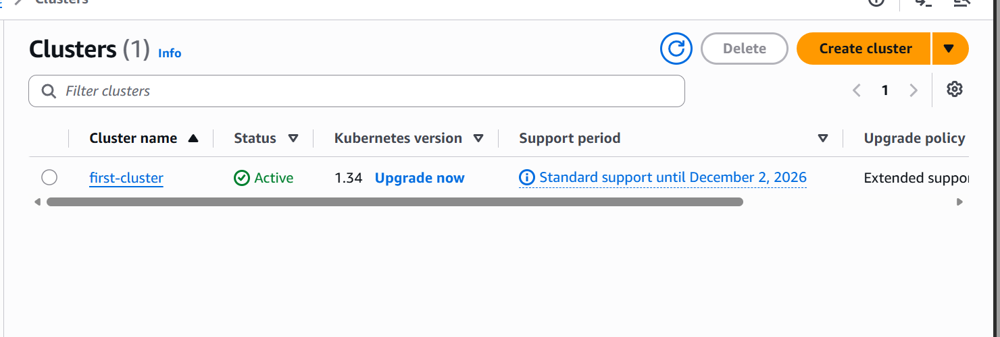 Clusters
Clusters (1) Info
Delete
Create cluster
Filter clusters
1
Cluster name Status Kubernetes version Support period Upgrade policy
first-cluster Active 1.34 Upgrade now Standard support until December 2, 2026 Extended